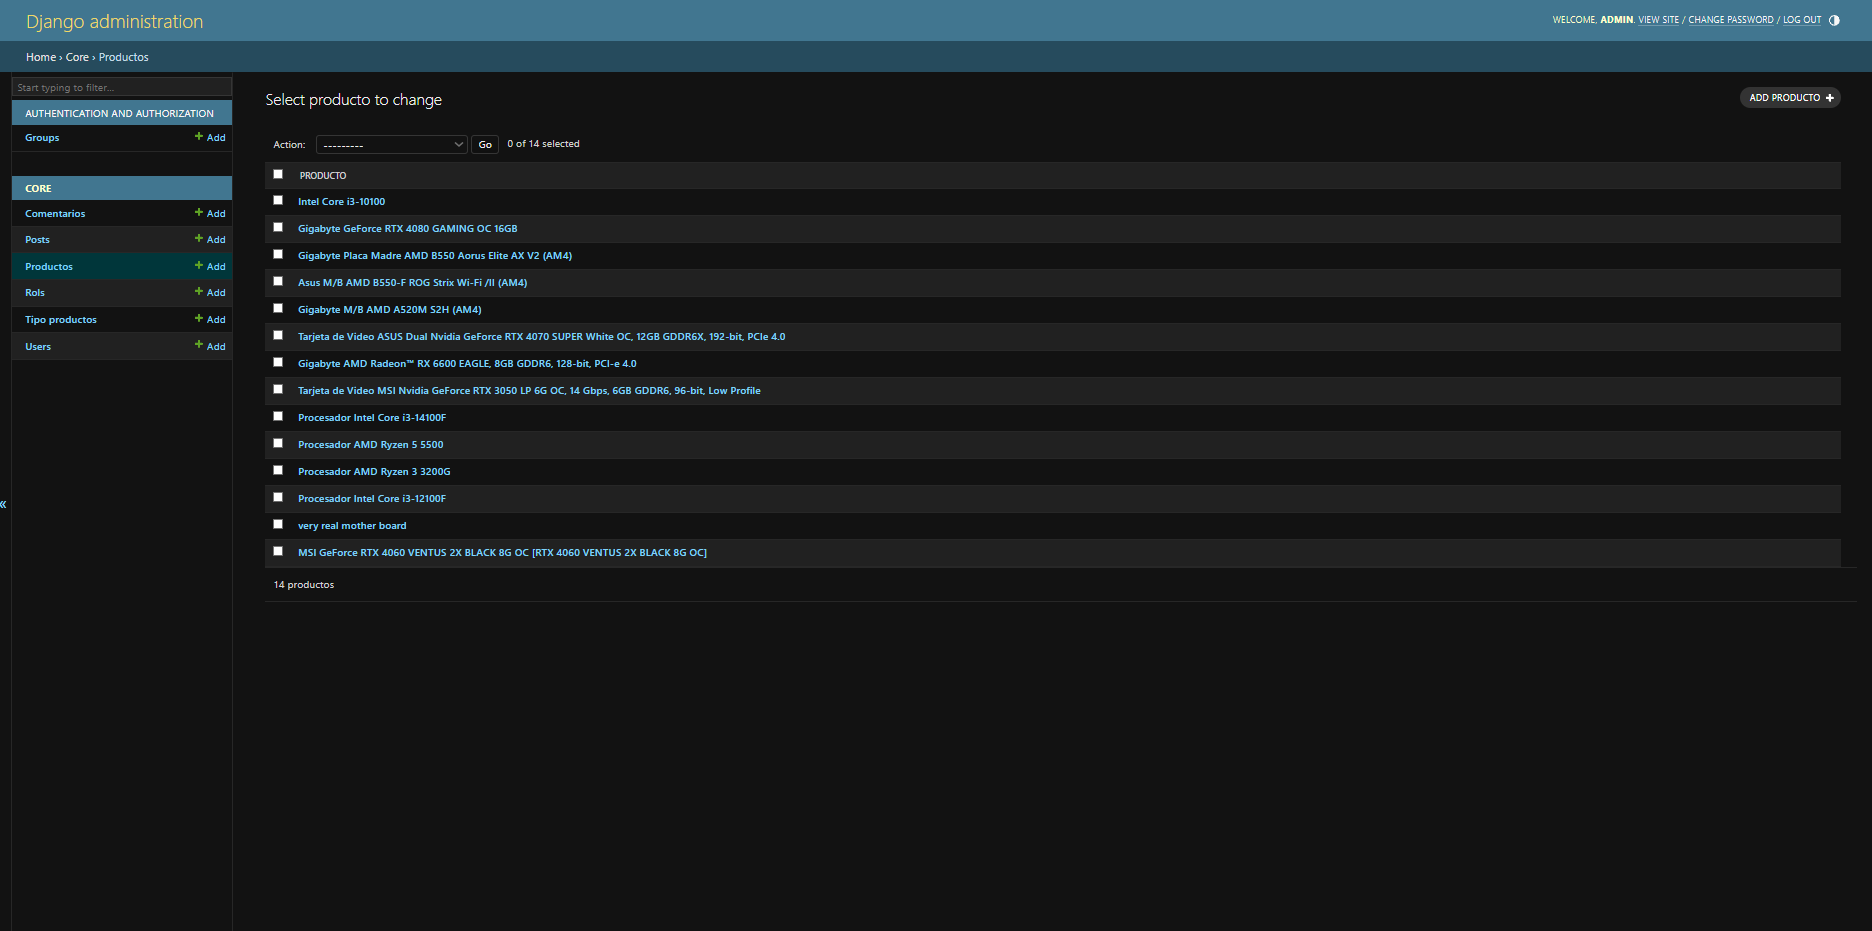 Django administration
WELCOME, ADMIN. VIEW SITE / CHANGE PASSWORD / LOG OUT
Home › Core › Productos
Start typing to filter...
AUTHENTICATION AND AUTHORIZATION
Groups + Add
CORE
Comentarios + Add
Posts + Add
Productos + Add
Rols + Add
Tipo productos + Add
Users + Add
«
Select producto to change
ADD PRODUCTO +
Action: --------- Go 0 of 14 selected
PRODUCTO
Intel Core i3-10100
Gigabyte GeForce RTX 4080 GAMING OC 16GB
Gigabyte Placa Madre AMD B550 Aorus Elite AX V2 (AM4)
Asus M/B AMD B550-F ROG Strix Wi-Fi /II (AM4)
Gigabyte M/B AMD A520M S2H (AM4)
Tarjeta de Video ASUS Dual Nvidia GeForce RTX 4070 SUPER White OC, 12GB GDDR6X, 192-bit, PCIe 4.0
Gigabyte AMD Radeon™ RX 6600 EAGLE, 8GB GDDR6, 128-bit, PCI-e 4.0
Tarjeta de Video MSI Nvidia GeForce RTX 3050 LP 6G OC, 14 Gbps, 6GB GDDR6, 96-bit, Low Profile
Procesador Intel Core i3-14100F
Procesador AMD Ryzen 5 5500
Procesador AMD Ryzen 3 3200G
Procesador Intel Core i3-12100F
very real mother board
MSI GeForce RTX 4060 VENTUS 2X BLACK 8G OC [RTX 4060 VENTUS 2X BLACK 8G OC]
14 productos